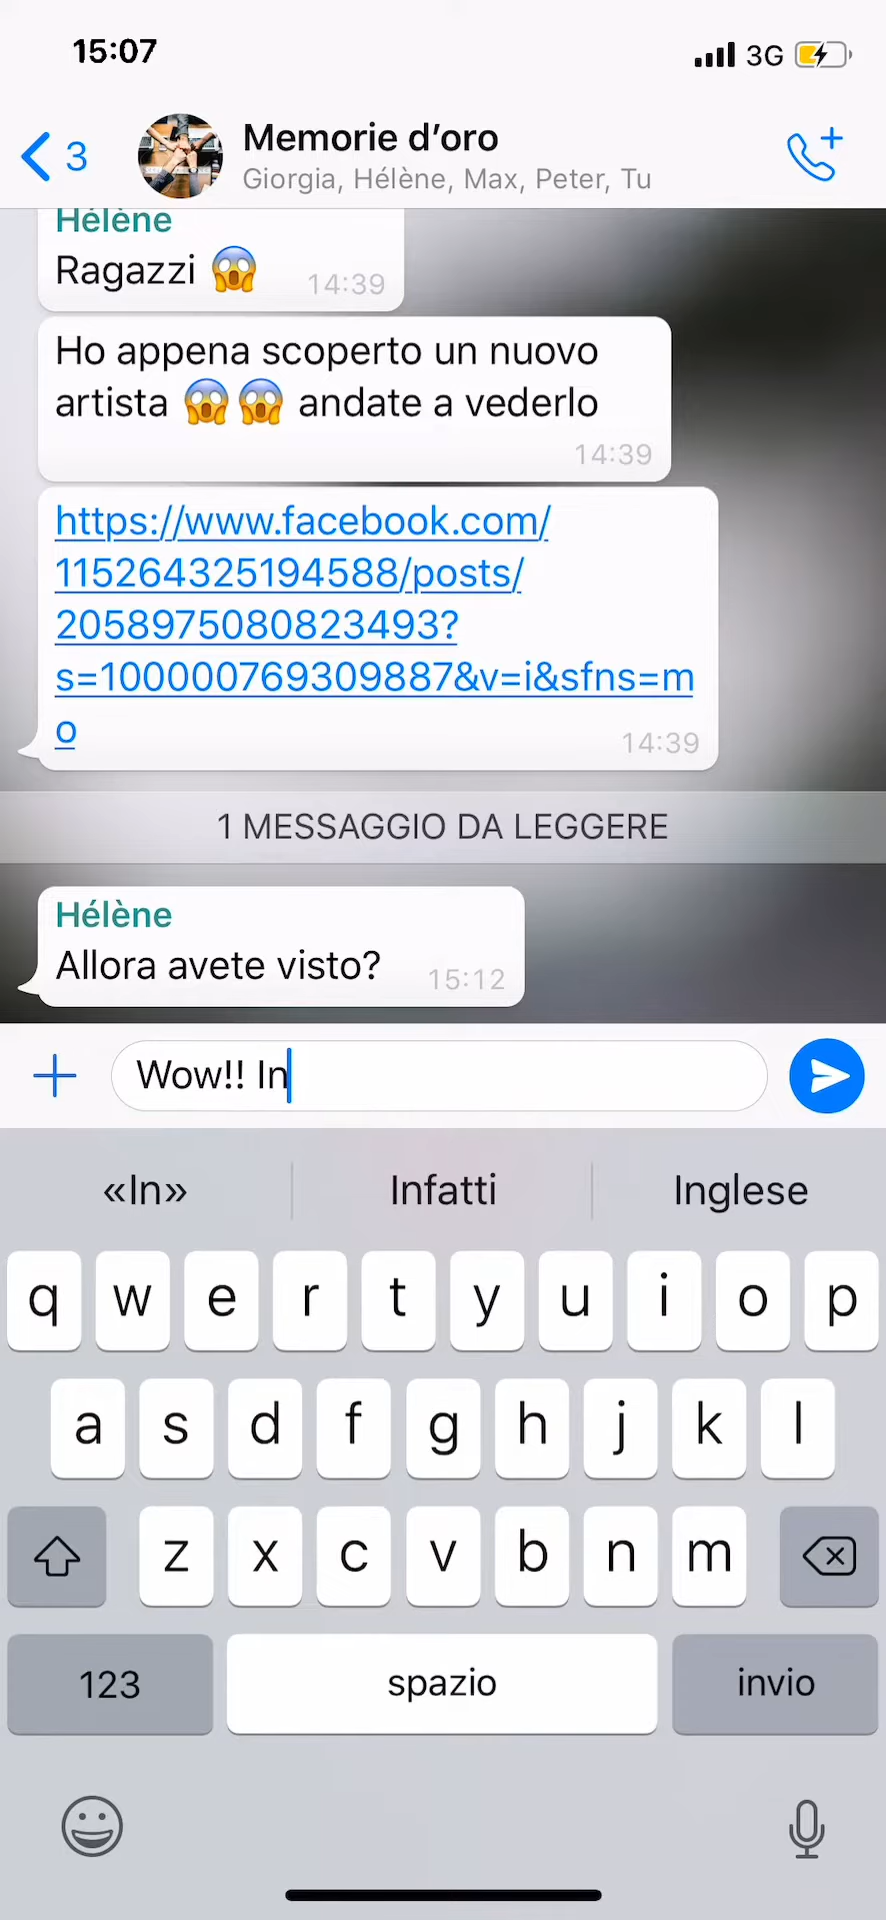 15:07
3G
3
Memorie d’oro
Giorgia, Hélène, Max, Peter, Tu
Hélène
Ragazzi 😱
14:39
Ho appena scoperto un nuovo
artista 😱😱 andate a vederlo
14:39
https://www.facebook.com/
115264325194588/posts/
2058975080823493?
s=100000769309887&v=i&sfns=m
o
14:39
1 MESSAGGIO DA LEGGERE
Hélène
Allora avete visto?
15:12
Wow!! In
«In» Infatti Inglese
q w e r t y u i o p
a s d f g h j k l
z x c v b n m
123 spazio invio